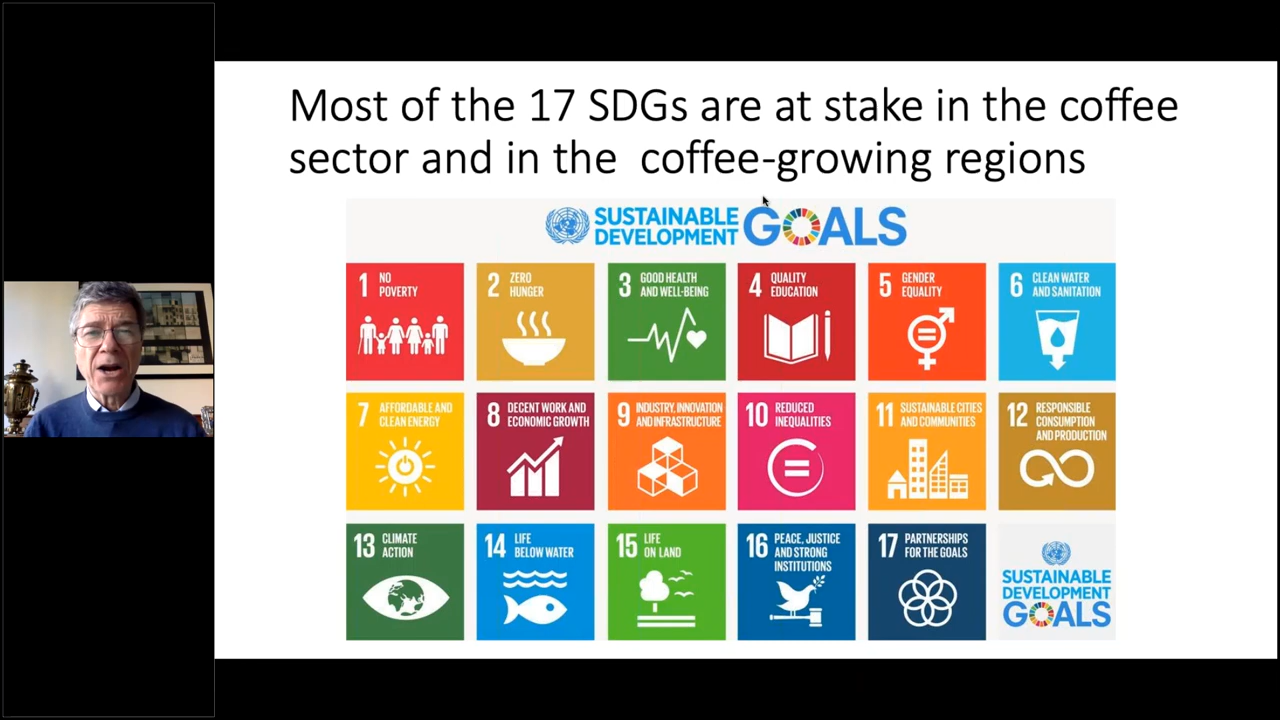 Most of the 17 SDGs are at stake in the coffee
sector and in the  coffee-growing regions
SUSTAINABLE
DEVELOPMENT
GOALS
1 NO
POVERTY
2 ZERO
HUNGER
3 GOOD HEALTH
AND WELL-BEING
4 QUALITY
EDUCATION
5 GENDER
EQUALITY
6 CLEAN WATER
AND SANITATION
7 AFFORDABLE AND
CLEAN ENERGY
8 DECENT WORK AND
ECONOMIC GROWTH
9 INDUSTRY, INNOVATION
AND INFRASTRUCTURE
10 REDUCED
INEQUALITIES
11 SUSTAINABLE CITIES
AND COMMUNITIES
12 RESPONSIBLE
CONSUMPTION
AND PRODUCTION
13 CLIMATE
ACTION
14 LIFE
BELOW WATER
15 LIFE
ON LAND
16 PEACE, JUSTICE
AND STRONG
INSTITUTIONS
17 PARTNERSHIPS
FOR THE GOALS
SUSTAINABLE
DEVELOPMENT
GOALS